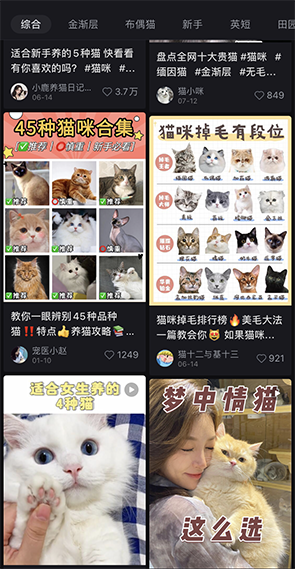 综合 金渐层 布偶猫 新手 英短 田园
适合新手养的5种猫 快看看
有你喜欢的吗? #猫咪 #...
小鹿养猫日记...
06-14
3.7万
盘点全网十大贵猫 #猫咪 #
缅因猫 #金渐层 #无毛...
猫小咪
07-12
849
45种猫咪合集
推荐 慎重 新手必看!
推荐 推荐 慎重
推荐 推荐 慎重
推荐 推荐 推荐
教你一眼辨别45种品种
猫‼️特点👍养猫攻略📚...
宠医小赵
01-10
1249
猫咪掉毛有段位
猫咪掉毛排行榜🔥美毛大法
一篇教会你😻 如果猫咪...
猫十二与基十三
06-24
921
适合女生养的
4种猫
梦中情猫
这么选